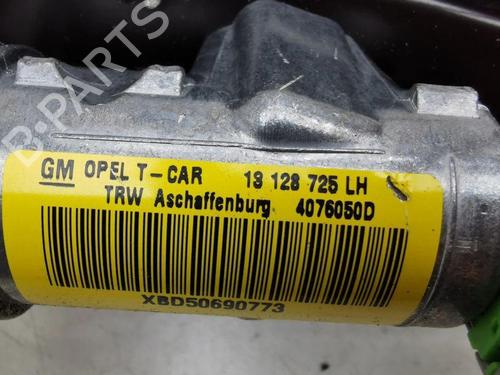 B-PARTS
GM OPEL T-CAR 13 128 725 LH
TRW Aschaffenburg 4076050D
XBD50690773